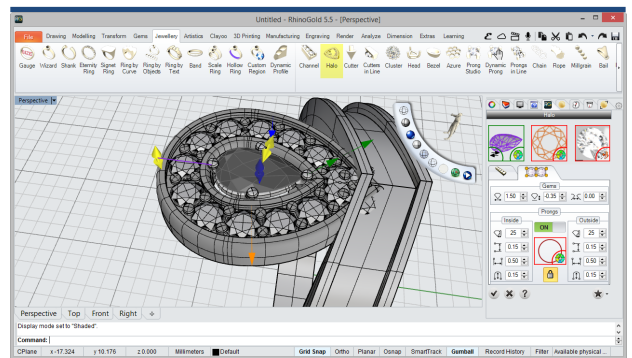 Untitled - RhinoGold 5.5 - [Perspective]
File Drawing Modelling Transform Gems Jewellery Artistics Clayoo 3D Printing Manufacturing Engraving Render Analyze Dimension Extras Learning
Gauge Wizard Shank Eternity Ring Signet Ring Ring by Curve Ring by Objects Ring by Text Band Scale Ring Hollow Ring Custom Region Dynamic Profile Channel Halo Cutter Cutters in Line Cluster Head Bezel Azure Prong Studio Dynamic Prong Prongs in Line Chain Rope Millgrain Bail
Perspective
Halo
Gems
1.50 -0.35 0.00
Prongs
Inside Outside
ON
25 25
0.15 0.15
0.50 0.50
0.15 0.15
Perspective Top Front Right
Display mode set to "Shaded".
Command:
CPlane x -17.324 y 10.176 z 0.000 Millimeters Default Grid Snap Ortho Planar Osnap SmartTrack Gumball Record History Filter Available physical ...